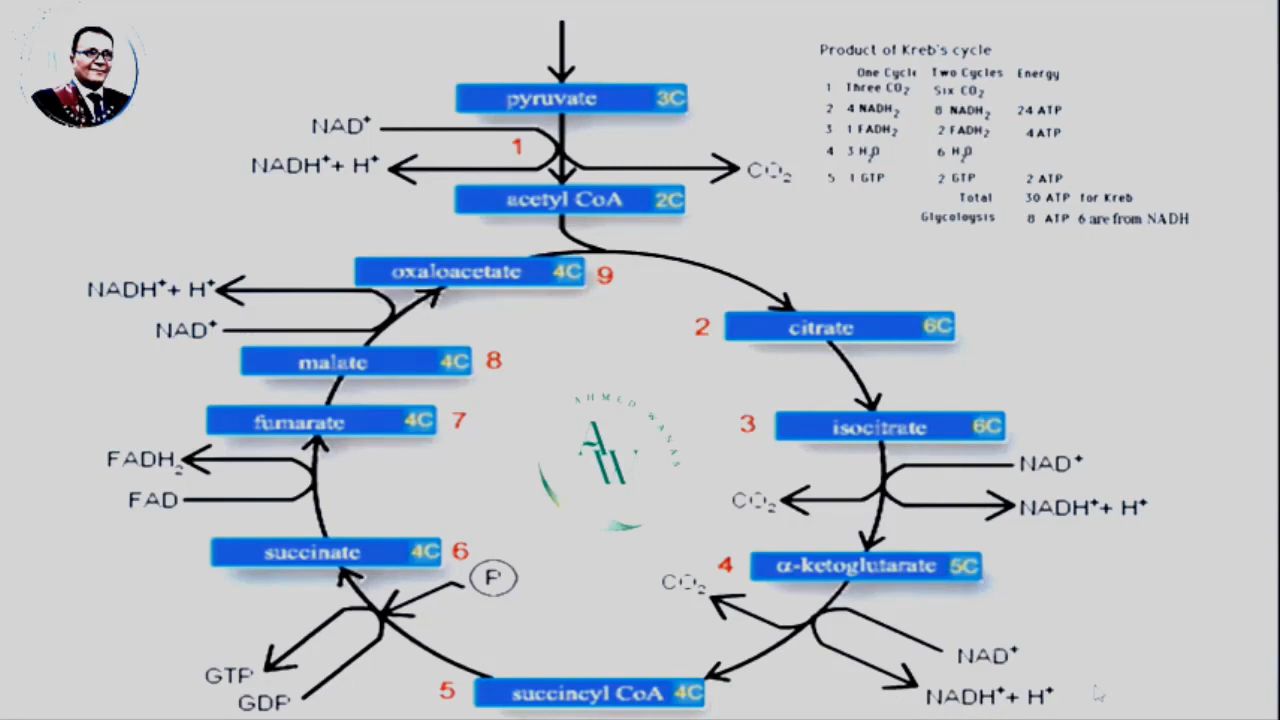 Product of Kreb's cycle
One Cycle Two Cycles Energy
1 Three CO₂ Six CO₂
2 4 NADH₂ 8 NADH₂ 24 ATP
3 1 FADH₂ 2 FADH₂ 4 ATP
4 3 H₂O 6 H₂O
5 1 GTP 2 GTP 2 ATP
Total 30 ATP for Kreb
Glycoloysis 8 ATP 6 are from NADH
pyruvate 3C
NAD⁺
1
NADH⁺+ H⁺
CO₂
acetyl CoA 2C
oxaloacetate 4C 9
NADH⁺+ H⁺
NAD⁺
2 citrate 6C
malate 4C 8
fumarate 4C 7
3 isocitrate 6C
AHMED WANAS
AW
FADH₂
FAD
NAD⁺
CO₂
NADH⁺+ H⁺
succinate 4C 6
P
4 α-ketoglutarate 5C
CO₂
GTP
GDP
NAD⁺
NADH⁺+ H⁺
5 succincyl CoA 4C